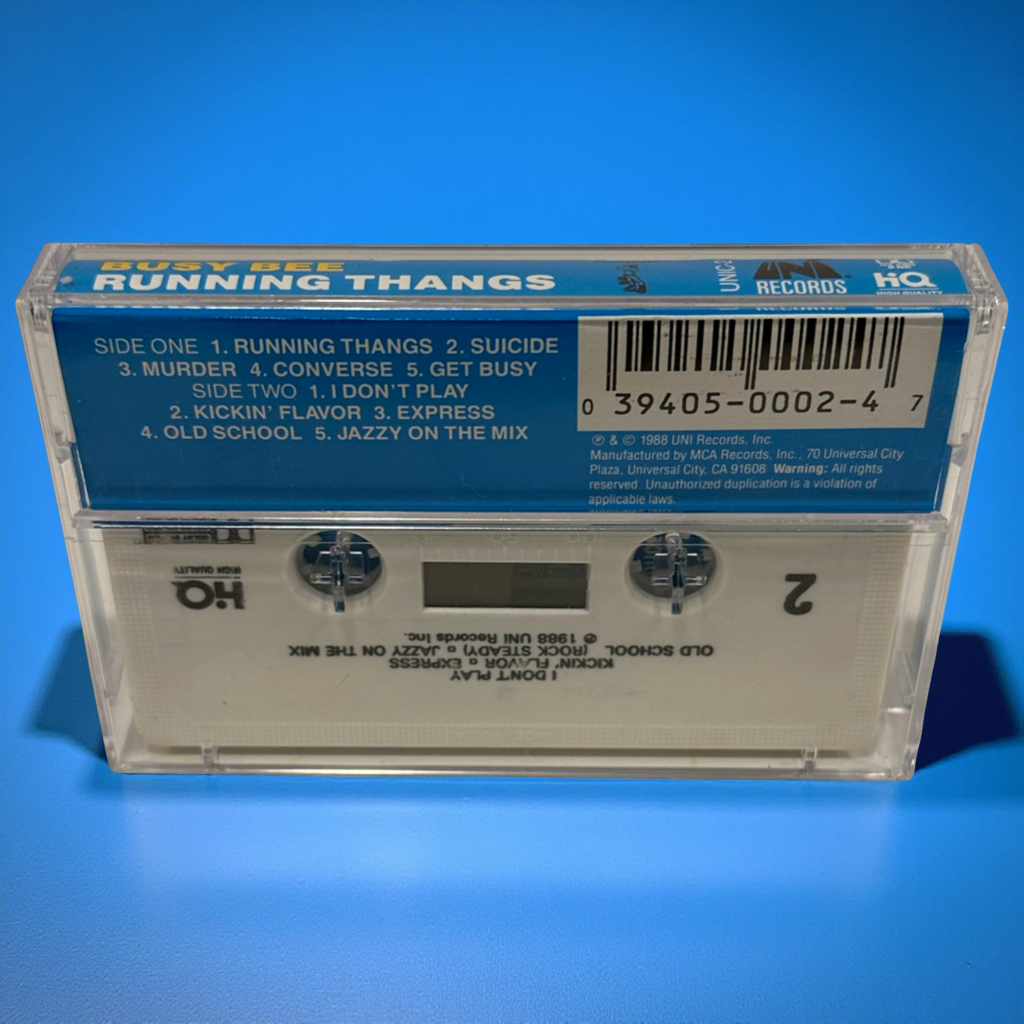 BUSY BEE
RUNNING THANGS
UNI
RECORDS
HQ
HIGH QUALITY
SIDE ONE 1. RUNNING THANGS 2. SUICIDE
3. MURDER 4. CONVERSE 5. GET BUSY
SIDE TWO 1. I DON'T PLAY
2. KICKIN' FLAVOR 3. EXPRESS
4. OLD SCHOOL 5. JAZZY ON THE MIX
0 39405-0002-4 7
℗ & © 1988 UNI Records, Inc.
Manufactured by MCA Records, Inc., 70 Universal City
Plaza, Universal City, CA 91608 Warning: All rights
reserved. Unauthorized duplication is a violation of
applicable laws.
HQ
HIGH QUALITY
2
I DON'T PLAY
KICKIN' FLAVOR ¤ EXPRESS
OLD SCHOOL (ROCK STEADY) ¤ JAZZY ON THE MIX
℗ 1988 UNI Records Inc.